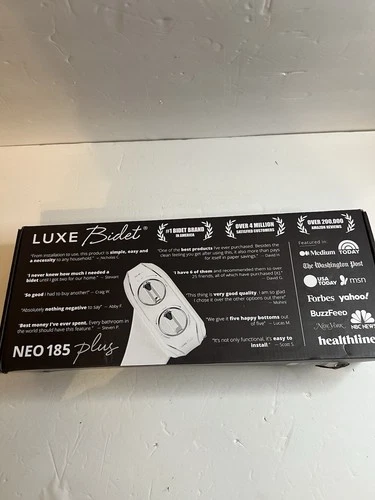 LUXE Bidet®
#1 BIDET BRAND
IN AMERICA
OVER 4 MILLION
SATISFIED CUSTOMERS
OVER 200,000
AMAZON REVIEWS
"From installation to use, this product is simple, easy and
a necessity to any household." — Nicholas C.
"One of the best products I've ever purchased. Besides the
clean feeling you get after using this, it also more than pays
for itself in paper savings." — David H.
"I never knew how much I needed a
bidet until I got two for our home." — Steven
"I have 6 of them and recommended them to over
25 friends, all of which have purchased [it]."
— David G.
"So good I had to buy another!" — Craig W.
"This thing is very good quality. I am so glad
I chose it over the other options out there"
"Absolutely nothing negative to say" — Abby F.
"We give it five happy bottoms out
of five" — Lucas M.
"Best money I've ever spent. Every bathroom in
the world should have this feature." — Steven P.
"It's not only functional, it's easy to
install" — Scott S.
NEO 185 plus
Featured in
Medium
TODAY
The Washington Post
USA TODAY
msn
Forbes yahoo!
BuzzFeed
New York
NBC NEWS
healthline